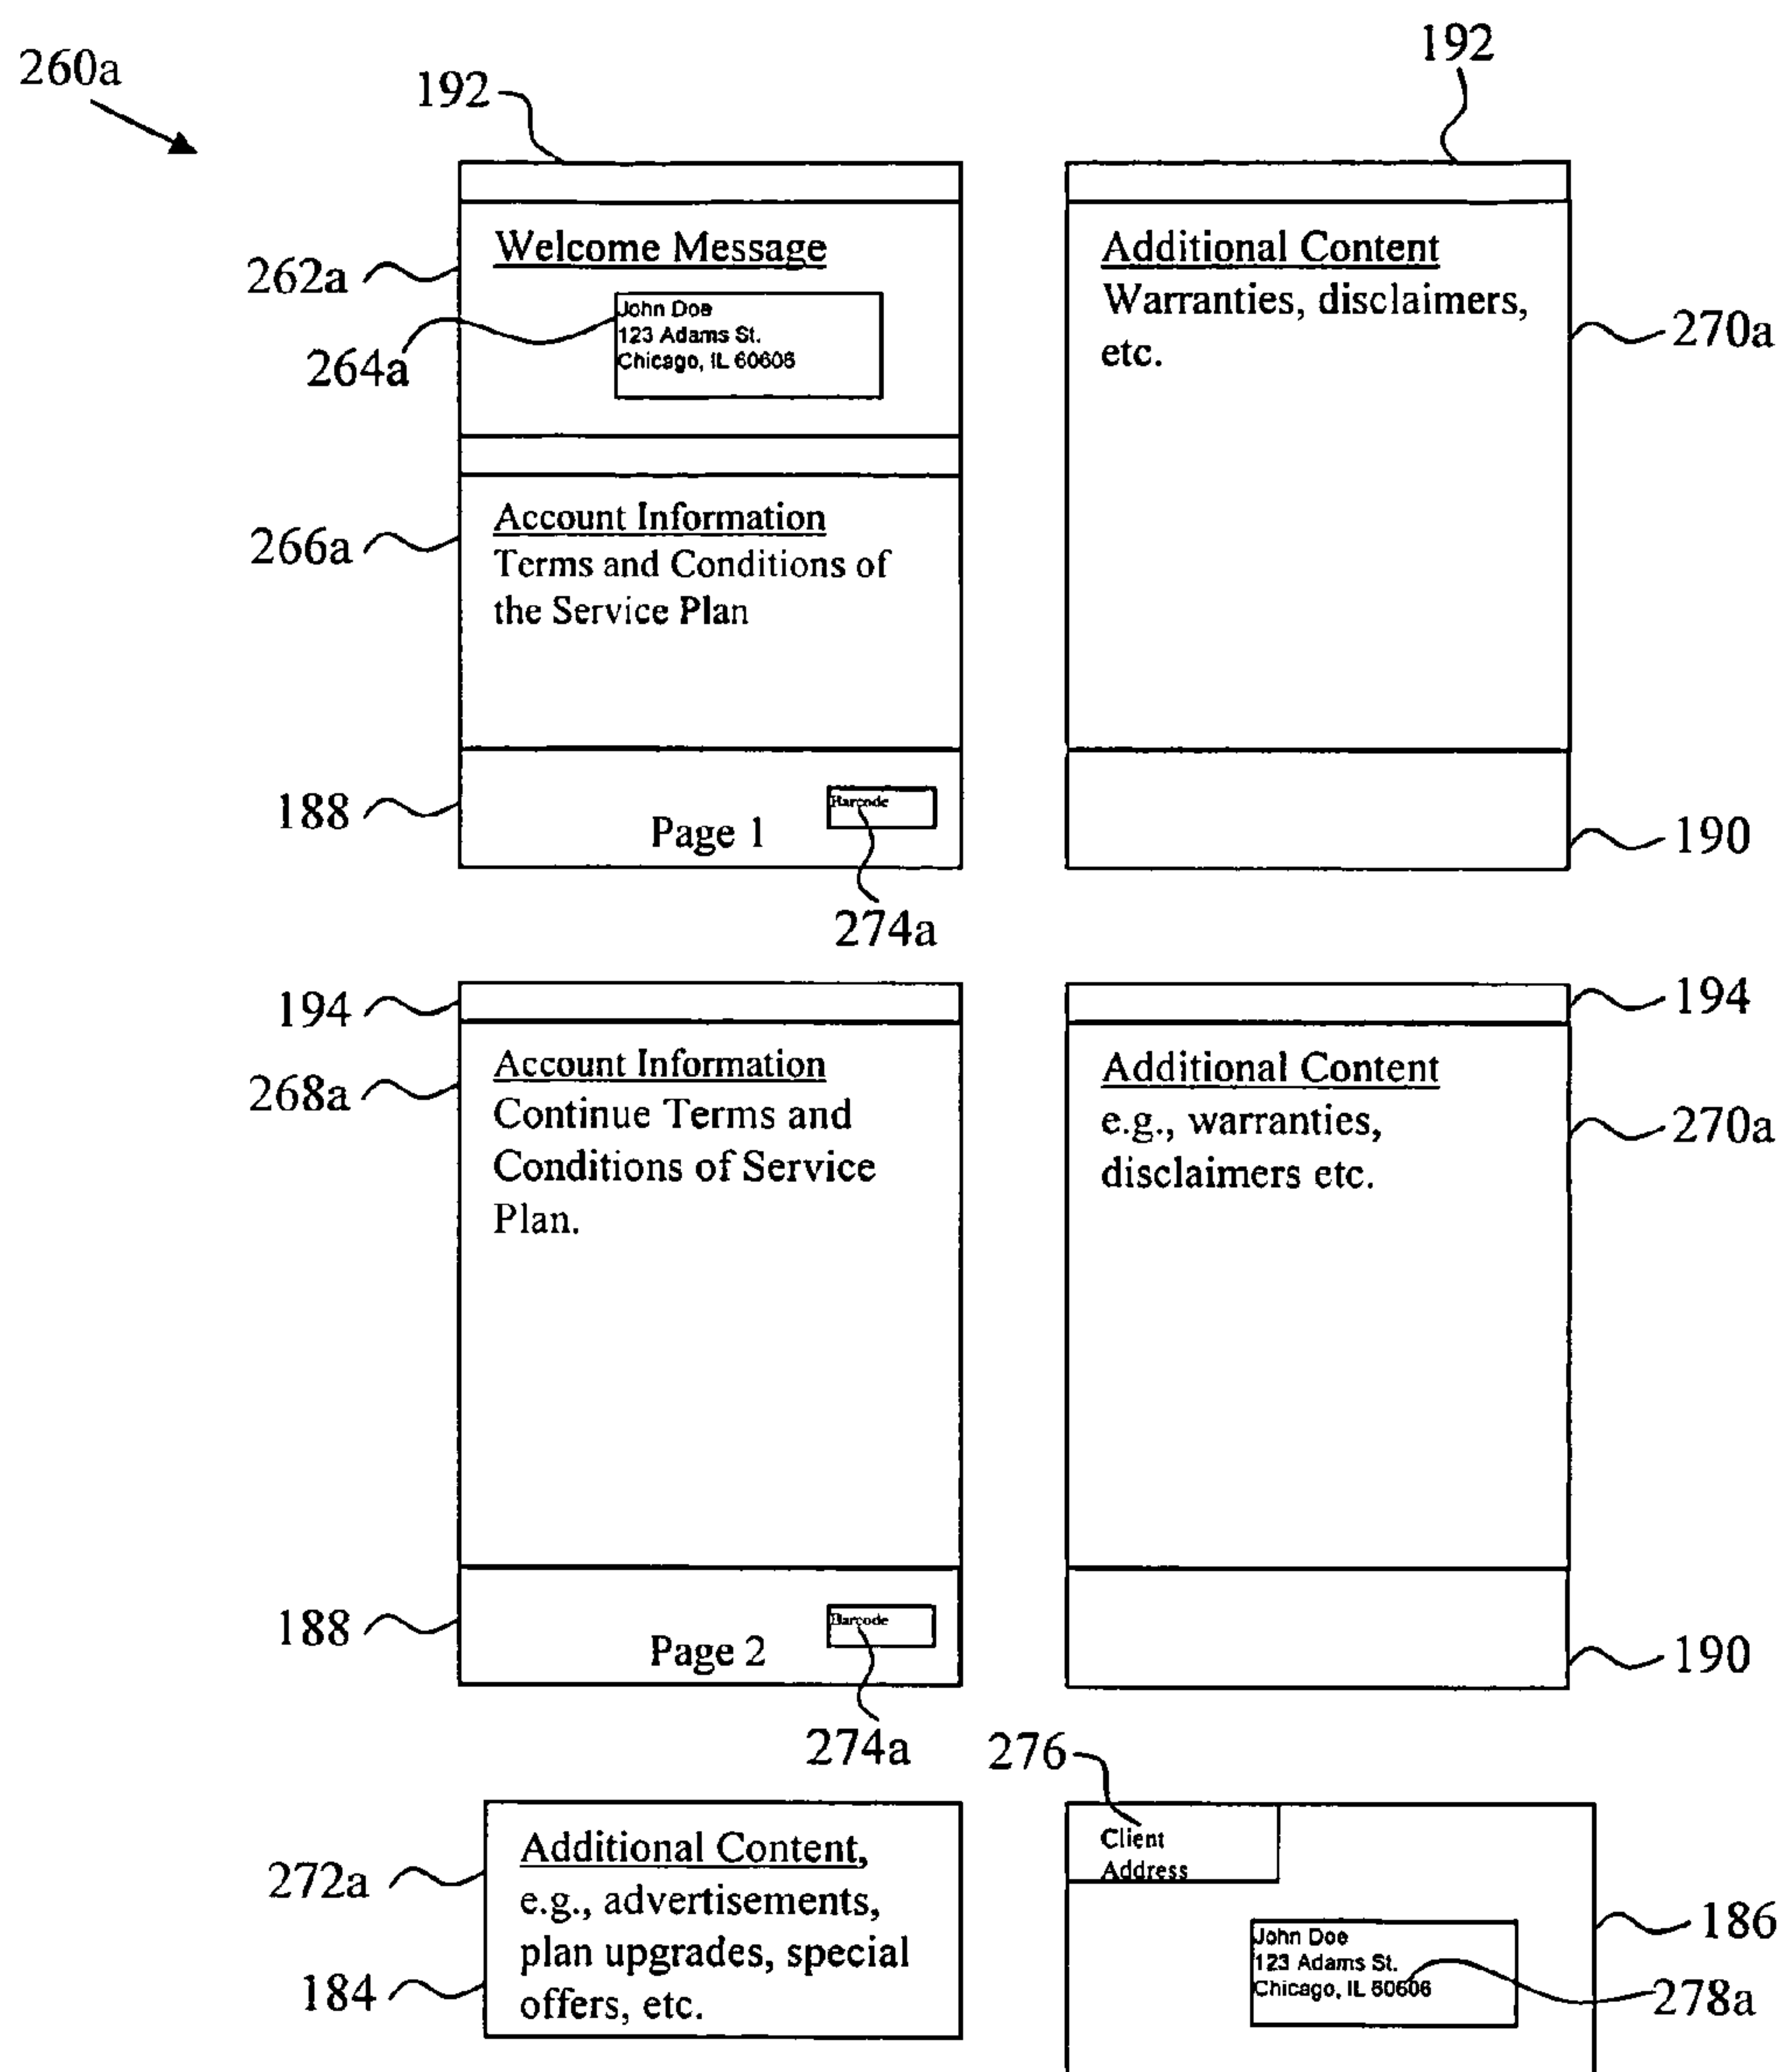 260a
192
192
262a
Welcome Message
264a
John Doe
123 Adams St.
Chicago, IL 60606
Additional Content
Warranties, disclaimers,
etc.
270a
266a
Account Information
Terms and Conditions of
the Service Plan
188
Page 1
Barcode
274a
190
194
268a
Account Information
Continue Terms and
Conditions of Service
Plan.
194
Additional Content
e.g., warranties,
disclaimers etc.
270a
188
Page 2
Barcode
274a
190
272a
184
Additional Content,
e.g., advertisements,
plan upgrades, special
offers, etc.
276
Client
Address
186
John Doe
123 Adams St.
Chicago, IL 60606
278a